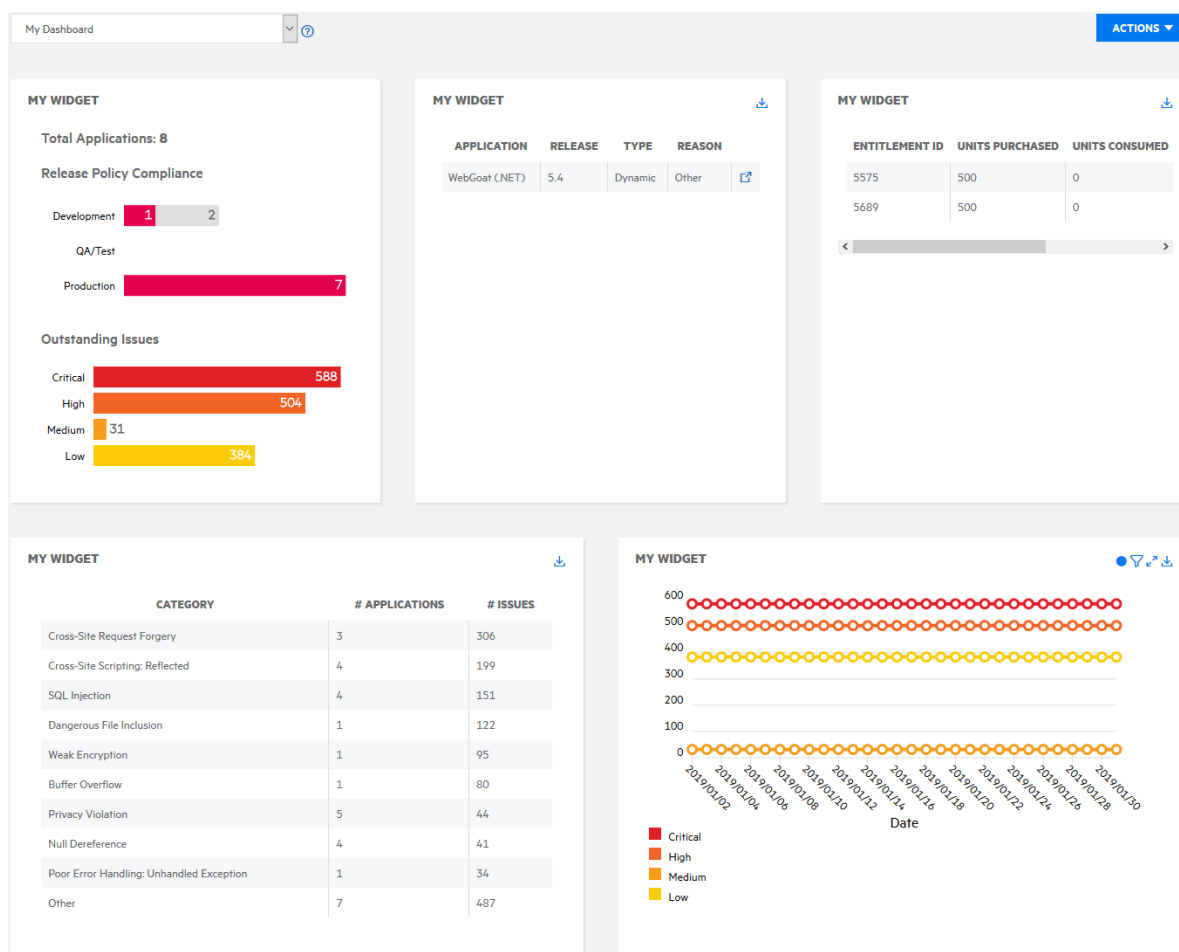 My Dashboard
ACTIONS
MY WIDGET
Total Applications: 8
Release Policy Compliance
Development 1 2
QA/Test
Production 7
Outstanding Issues
Critical 588
High 504
Medium 31
Low 384
MY WIDGET
APPLICATION RELEASE TYPE REASON
WebGoat (.NET) 5.4 Dynamic Other
MY WIDGET
ENTITLEMENT ID UNITS PURCHASED UNITS CONSUMED
5575 500 0
5689 500 0
MY WIDGET
CATEGORY # APPLICATIONS # ISSUES
Cross-Site Request Forgery 3 306
Cross-Site Scripting: Reflected 4 199
SQL Injection 4 151
Dangerous File Inclusion 1 122
Weak Encryption 1 95
Buffer Overflow 1 80
Privacy Violation 5 44
Null Dereference 4 41
Poor Error Handling: Unhandled Exception 1 34
Other 7 487
MY WIDGET
600
500
400
300
200
100
0
2019/01/02 2019/01/04 2019/01/06 2019/01/08 2019/01/10 2019/01/12 2019/01/14 2019/01/16 2019/01/18 2019/01/20 2019/01/22 2019/01/24 2019/01/26 2019/01/28 2019/01/30
Date
Critical
High
Medium
Low